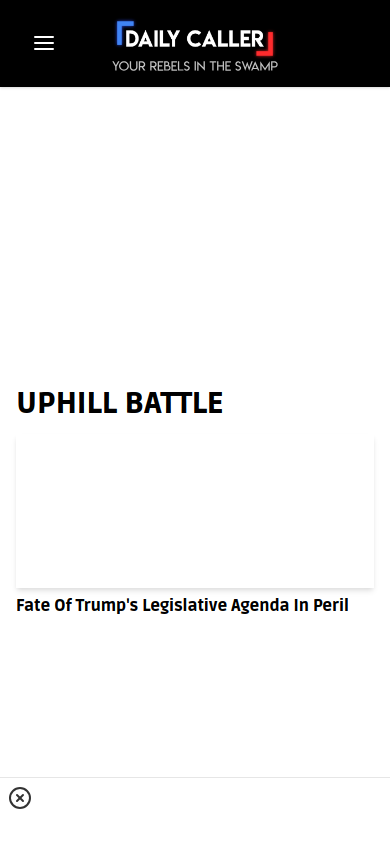 DAILY CALLER
YOUR REBELS IN THE SWAMP
UPHILL BATTLE
Fate Of Trump's Legislative Agenda In Peril